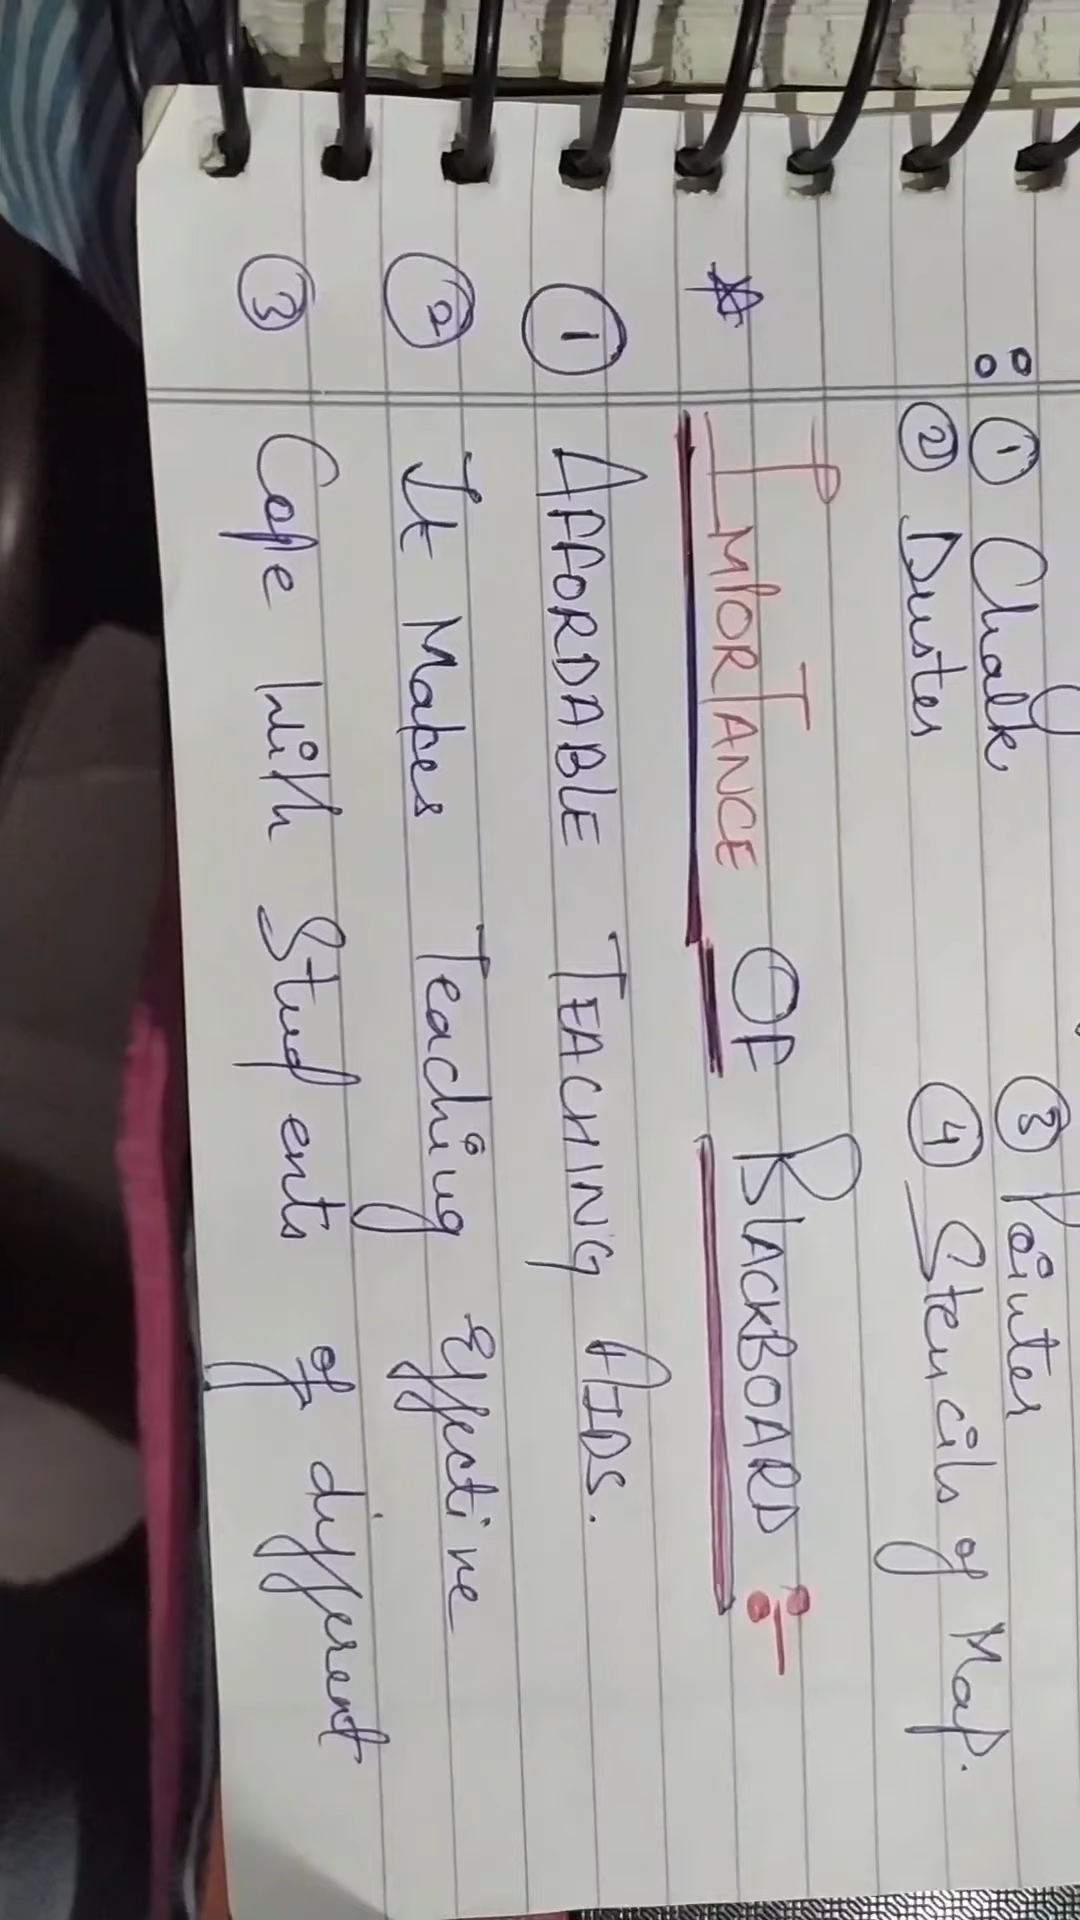 : ① Chalk, ③ Pointer
② Duster ④ Stencils of Map.
☆ IMPORTANCE OF BLACKBOARD :-
① AFFORDABLE TEACHING AIDS.
② It Makes Teaching Effective
③ Cope with Students of different